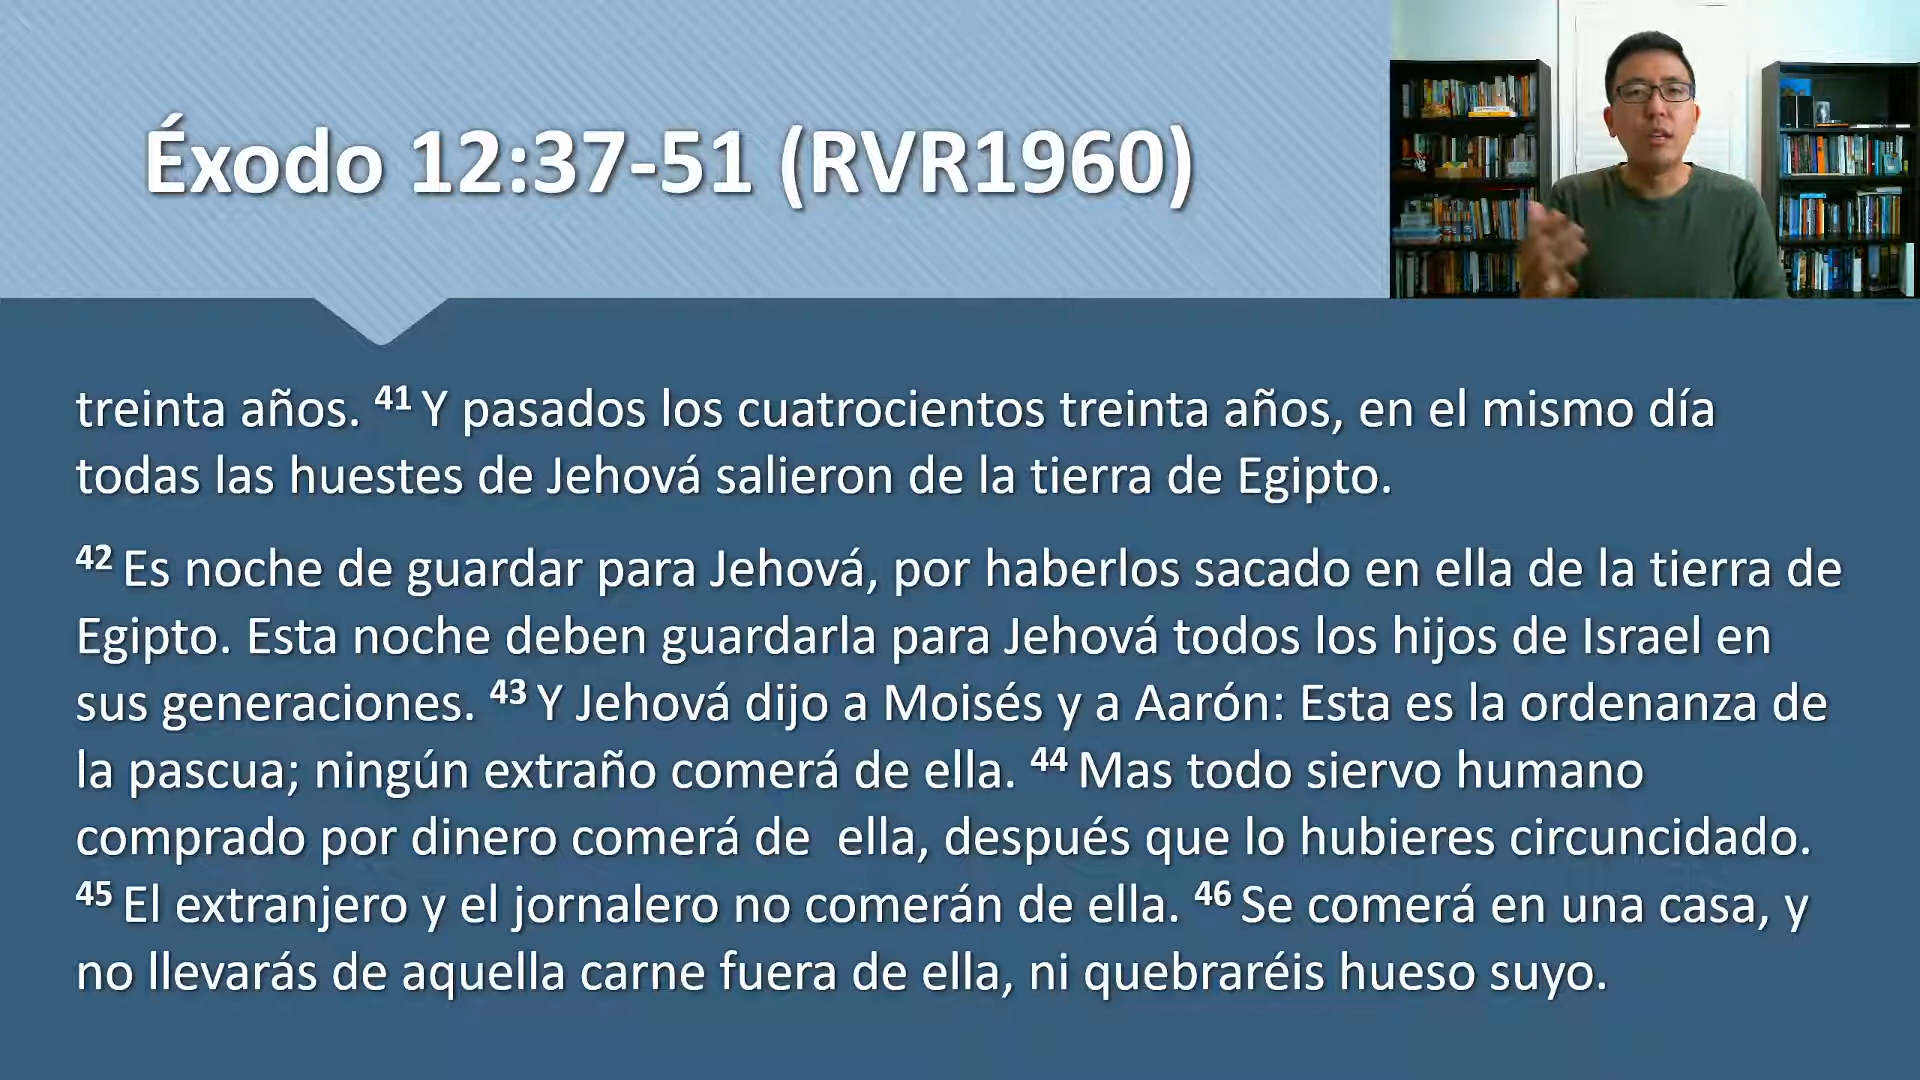 Éxodo 12:37-51 (RVR1960)
treinta años. 41 Y pasados los cuatrocientos treinta años, en el mismo día
todas las huestes de Jehová salieron de la tierra de Egipto.
42 Es noche de guardar para Jehová, por haberlos sacado en ella de la tierra de
Egipto. Esta noche deben guardarla para Jehová todos los hijos de Israel en
sus generaciones. 43 Y Jehová dijo a Moisés y a Aarón: Esta es la ordenanza de
la pascua; ningún extraño comerá de ella. 44 Mas todo siervo humano
comprado por dinero comerá de  ella, después que lo hubieres circuncidado.
45 El extranjero y el jornalero no comerán de ella. 46 Se comerá en una casa, y
no llevarás de aquella carne fuera de ella, ni quebraréis hueso suyo.